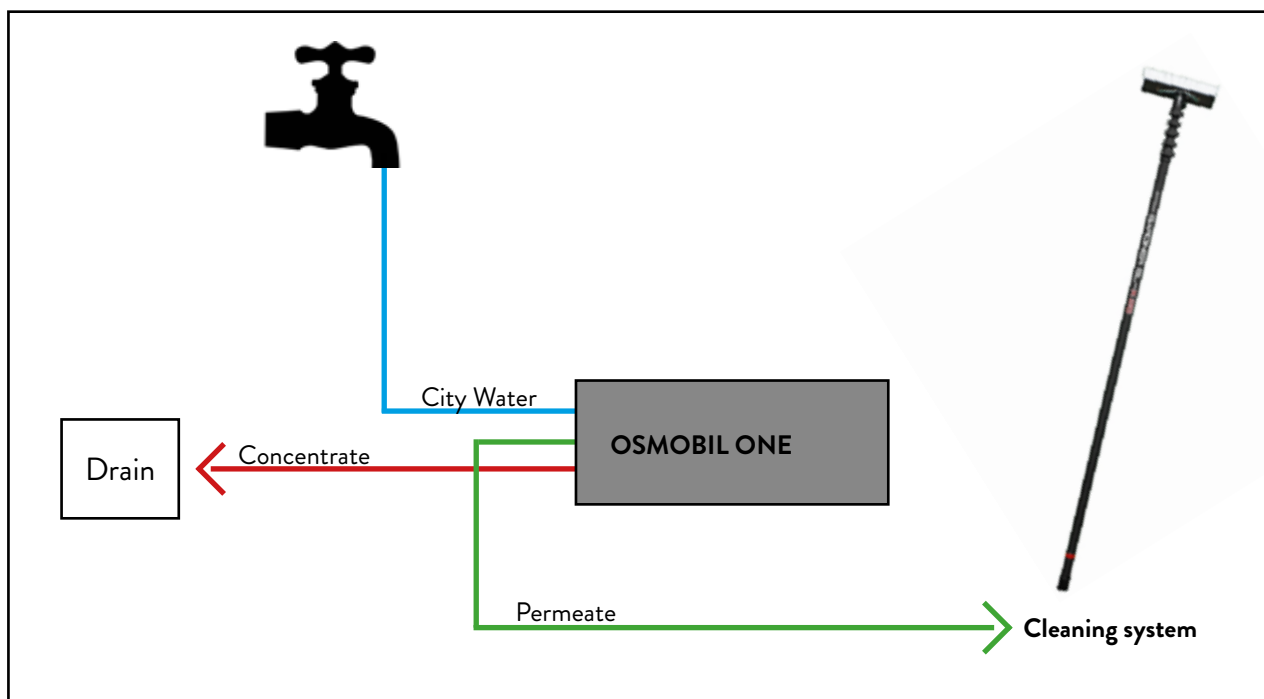 City Water
OSMOBIL ONE
Concentrate
Drain
Permeate
Cleaning system